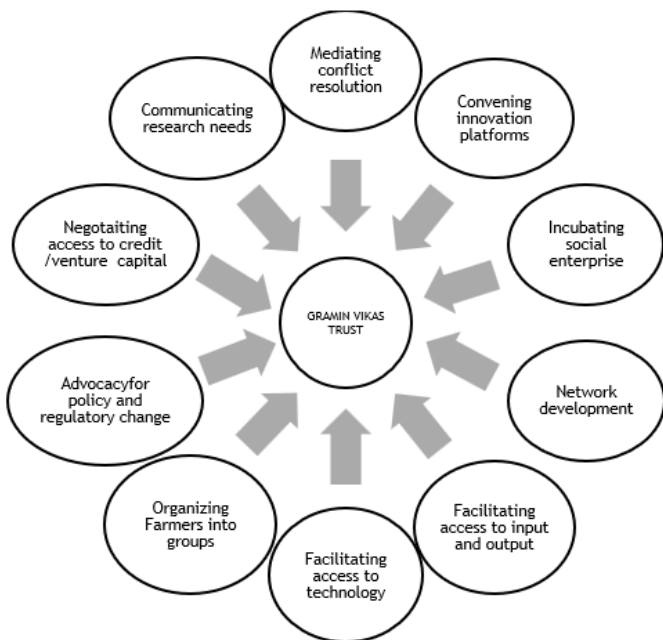 Mediating
conflict
resolution
Convening
innovation
platforms
Incubating
social
enterprise
Network
development
Facilitating
access to input
and output
Facilitating
access to
technology
Organizing
Farmers into
groups
Advocacyfor
policy and
regulatory change
Negotaiting
access to credit
/venture capital
Communicating
research needs
GRAMIN VIKAS
TRUST